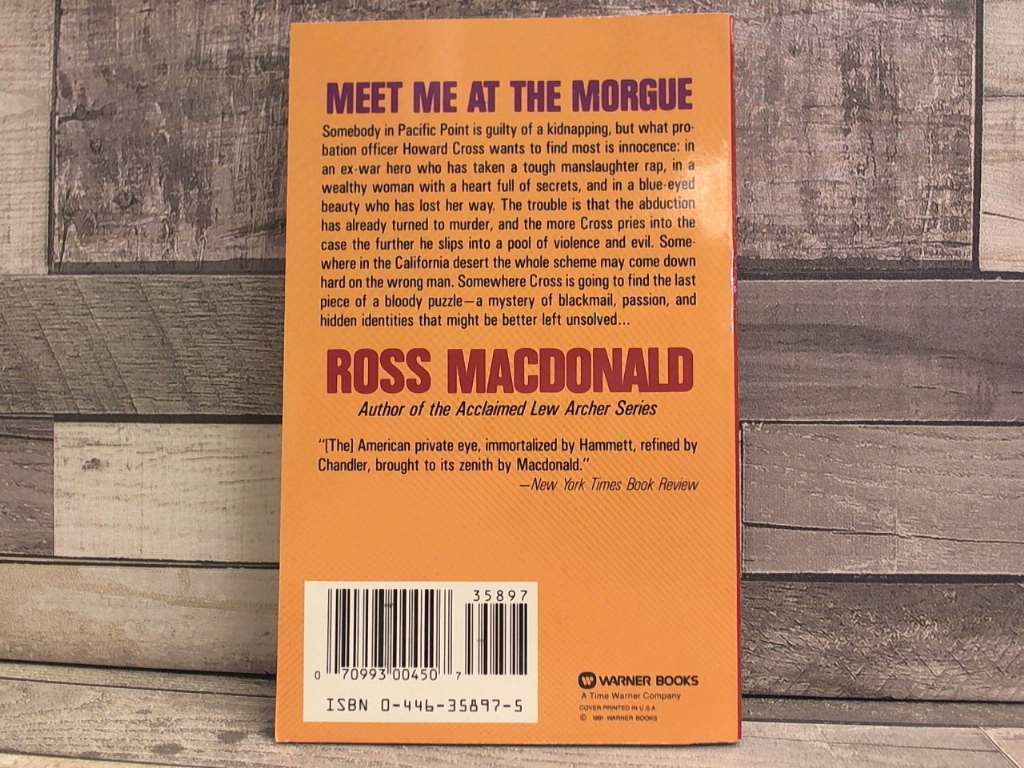 MEET ME AT THE MORGUE
Somebody in Pacific Point is guilty of a kidnapping, but what pro-
bation officer Howard Cross wants to find most is innocence: in
an ex-war hero who has taken a tough manslaughter rap, in a
wealthy woman with a heart full of secrets, and in a blue-eyed
beauty who has lost her way. The trouble is that the abduction
has already turned to murder, and the more Cross pries into the
case the further he slips into a pool of violence and evil. Some-
where in the California desert the whole scheme may come down
hard on the wrong man. Somewhere Cross is going to find the last
piece of a bloody puzzle—a mystery of blackmail, passion, and
hidden identities that might be better left unsolved...
ROSS MACDONALD
Author of the Acclaimed Lew Archer Series
"[The] American private eye, immortalized by Hammett, refined by
Chandler, brought to its zenith by Macdonald."
—New York Times Book Review
35897
0 70993 00450 7
ISBN 0-446-35897-5
W WARNER BOOKS
A Time Warner Company
COVER PRINTED IN U.S.A
© 1991 WARNER BOOKS